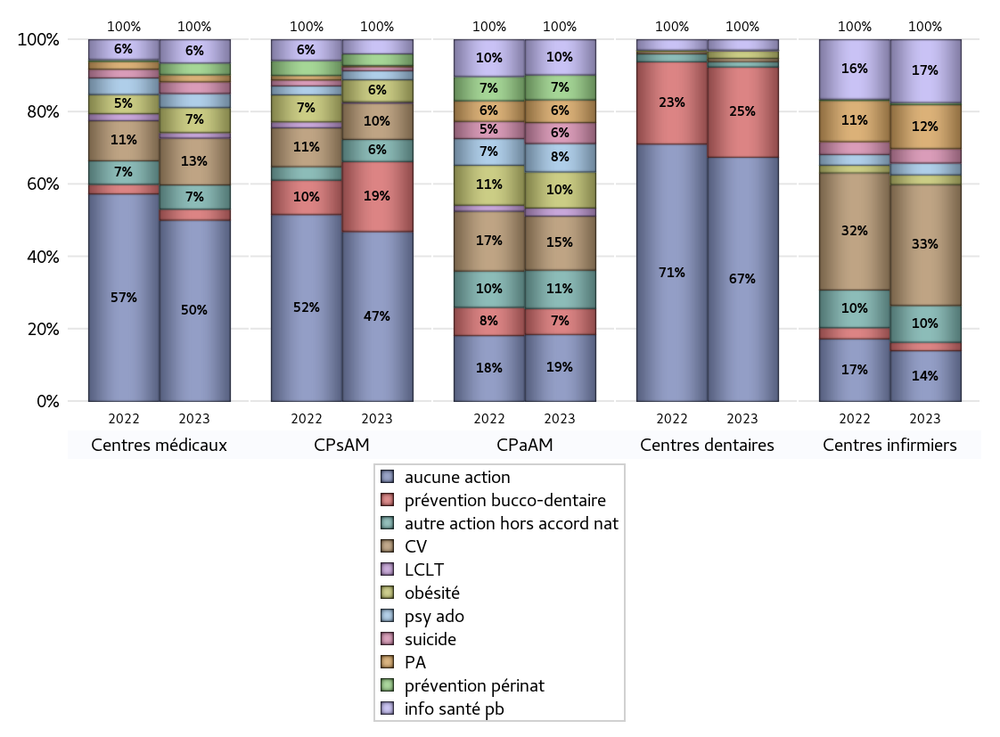 100% 100% 100% 100% 100% 100% 100% 100% 100% 100%
100%
6% 6% 6% 10% 10% 16% 17%
7% 7%
80%
5% 7% 7% 6% 6% 6% 23% 25% 11% 12%
11% 13% 11% 10% 5% 6%
7% 8%
7% 7% 6%
60%
10% 19% 11% 10% 32% 33%
17% 15%
40%
57% 50% 52% 47% 10% 11% 71% 67% 10% 10%
8% 7%
20%
18% 19% 17% 14%
0%
2022 2023 2022 2023 2022 2023 2022 2023 2022 2023
Centres médicaux CPsAM CPaAM Centres dentaires Centres infirmiers
aucune action
prévention bucco-dentaire
autre action hors accord nat
CV
LCLT
obésité
psy ado
suicide
PA
prévention périnat
info santé pb